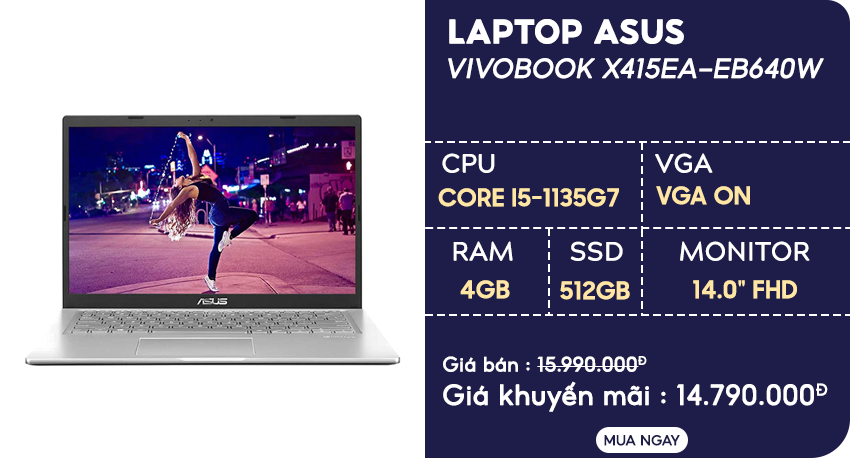 LAPTOP ASUS
VIVOBOOK X415EA-EB640W
CPU
CORE I5-1135G7
VGA
VGA ON
RAM
4GB
SSD
512GB
MONITOR
14.0" FHD
Giá bán : 15.990.000Đ
Giá khuyến mãi : 14.790.000Đ
MUA NGAY
ASUS